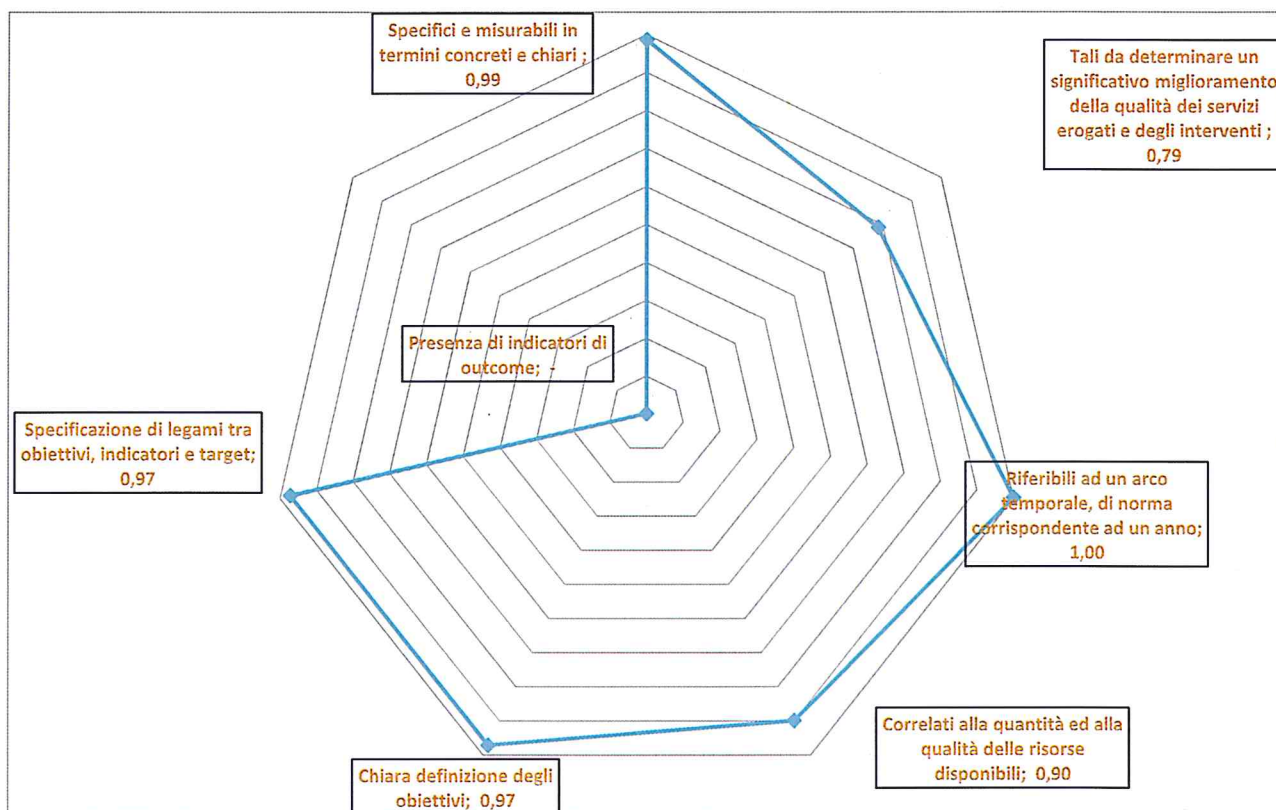 Specifici e misurabili in
termini concreti e chiari ;
0,99
Tali da determinare un
significativo miglioramento
della qualità dei servizi
erogati e degli interventi ;
0,79
Presenza di indicatori di
outcome; -
Specificazione di legami tra
obiettivi, indicatori e target;
0,97
Riferibili ad un arco
temporale, di norma
corrispondente ad un anno;
1,00
Correlati alla quantità ed alla
qualità delle risorse
disponibili; 0,90
Chiara definizione degli
obiettivi; 0,97